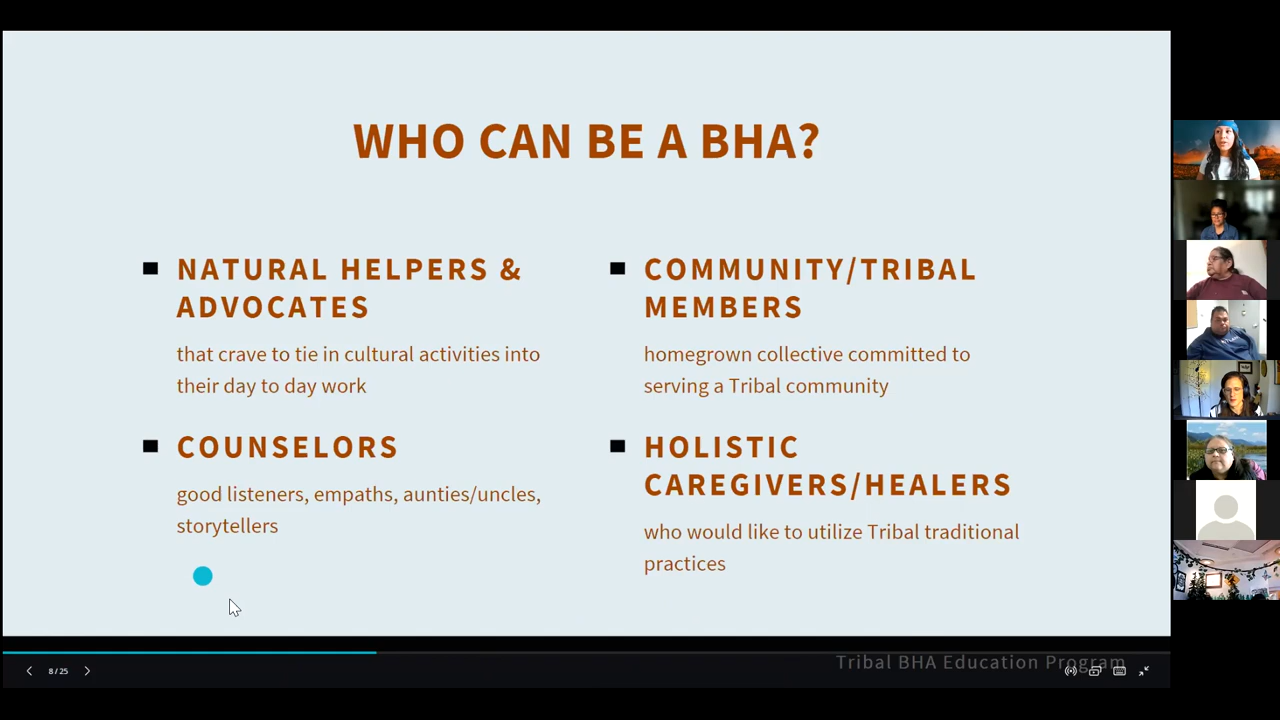 WHO CAN BE A BHA?
NATURAL HELPERS &
ADVOCATES
that crave to tie in cultural activities into
their day to day work
COUNSELORS
good listeners, empaths, aunties/uncles,
storytellers
COMMUNITY/TRIBAL
MEMBERS
homegrown collective committed to
serving a Tribal community
HOLISTIC
CAREGIVERS/HEALERS
who would like to utilize Tribal traditional
practices
8/25
Tribal BHA Education Program